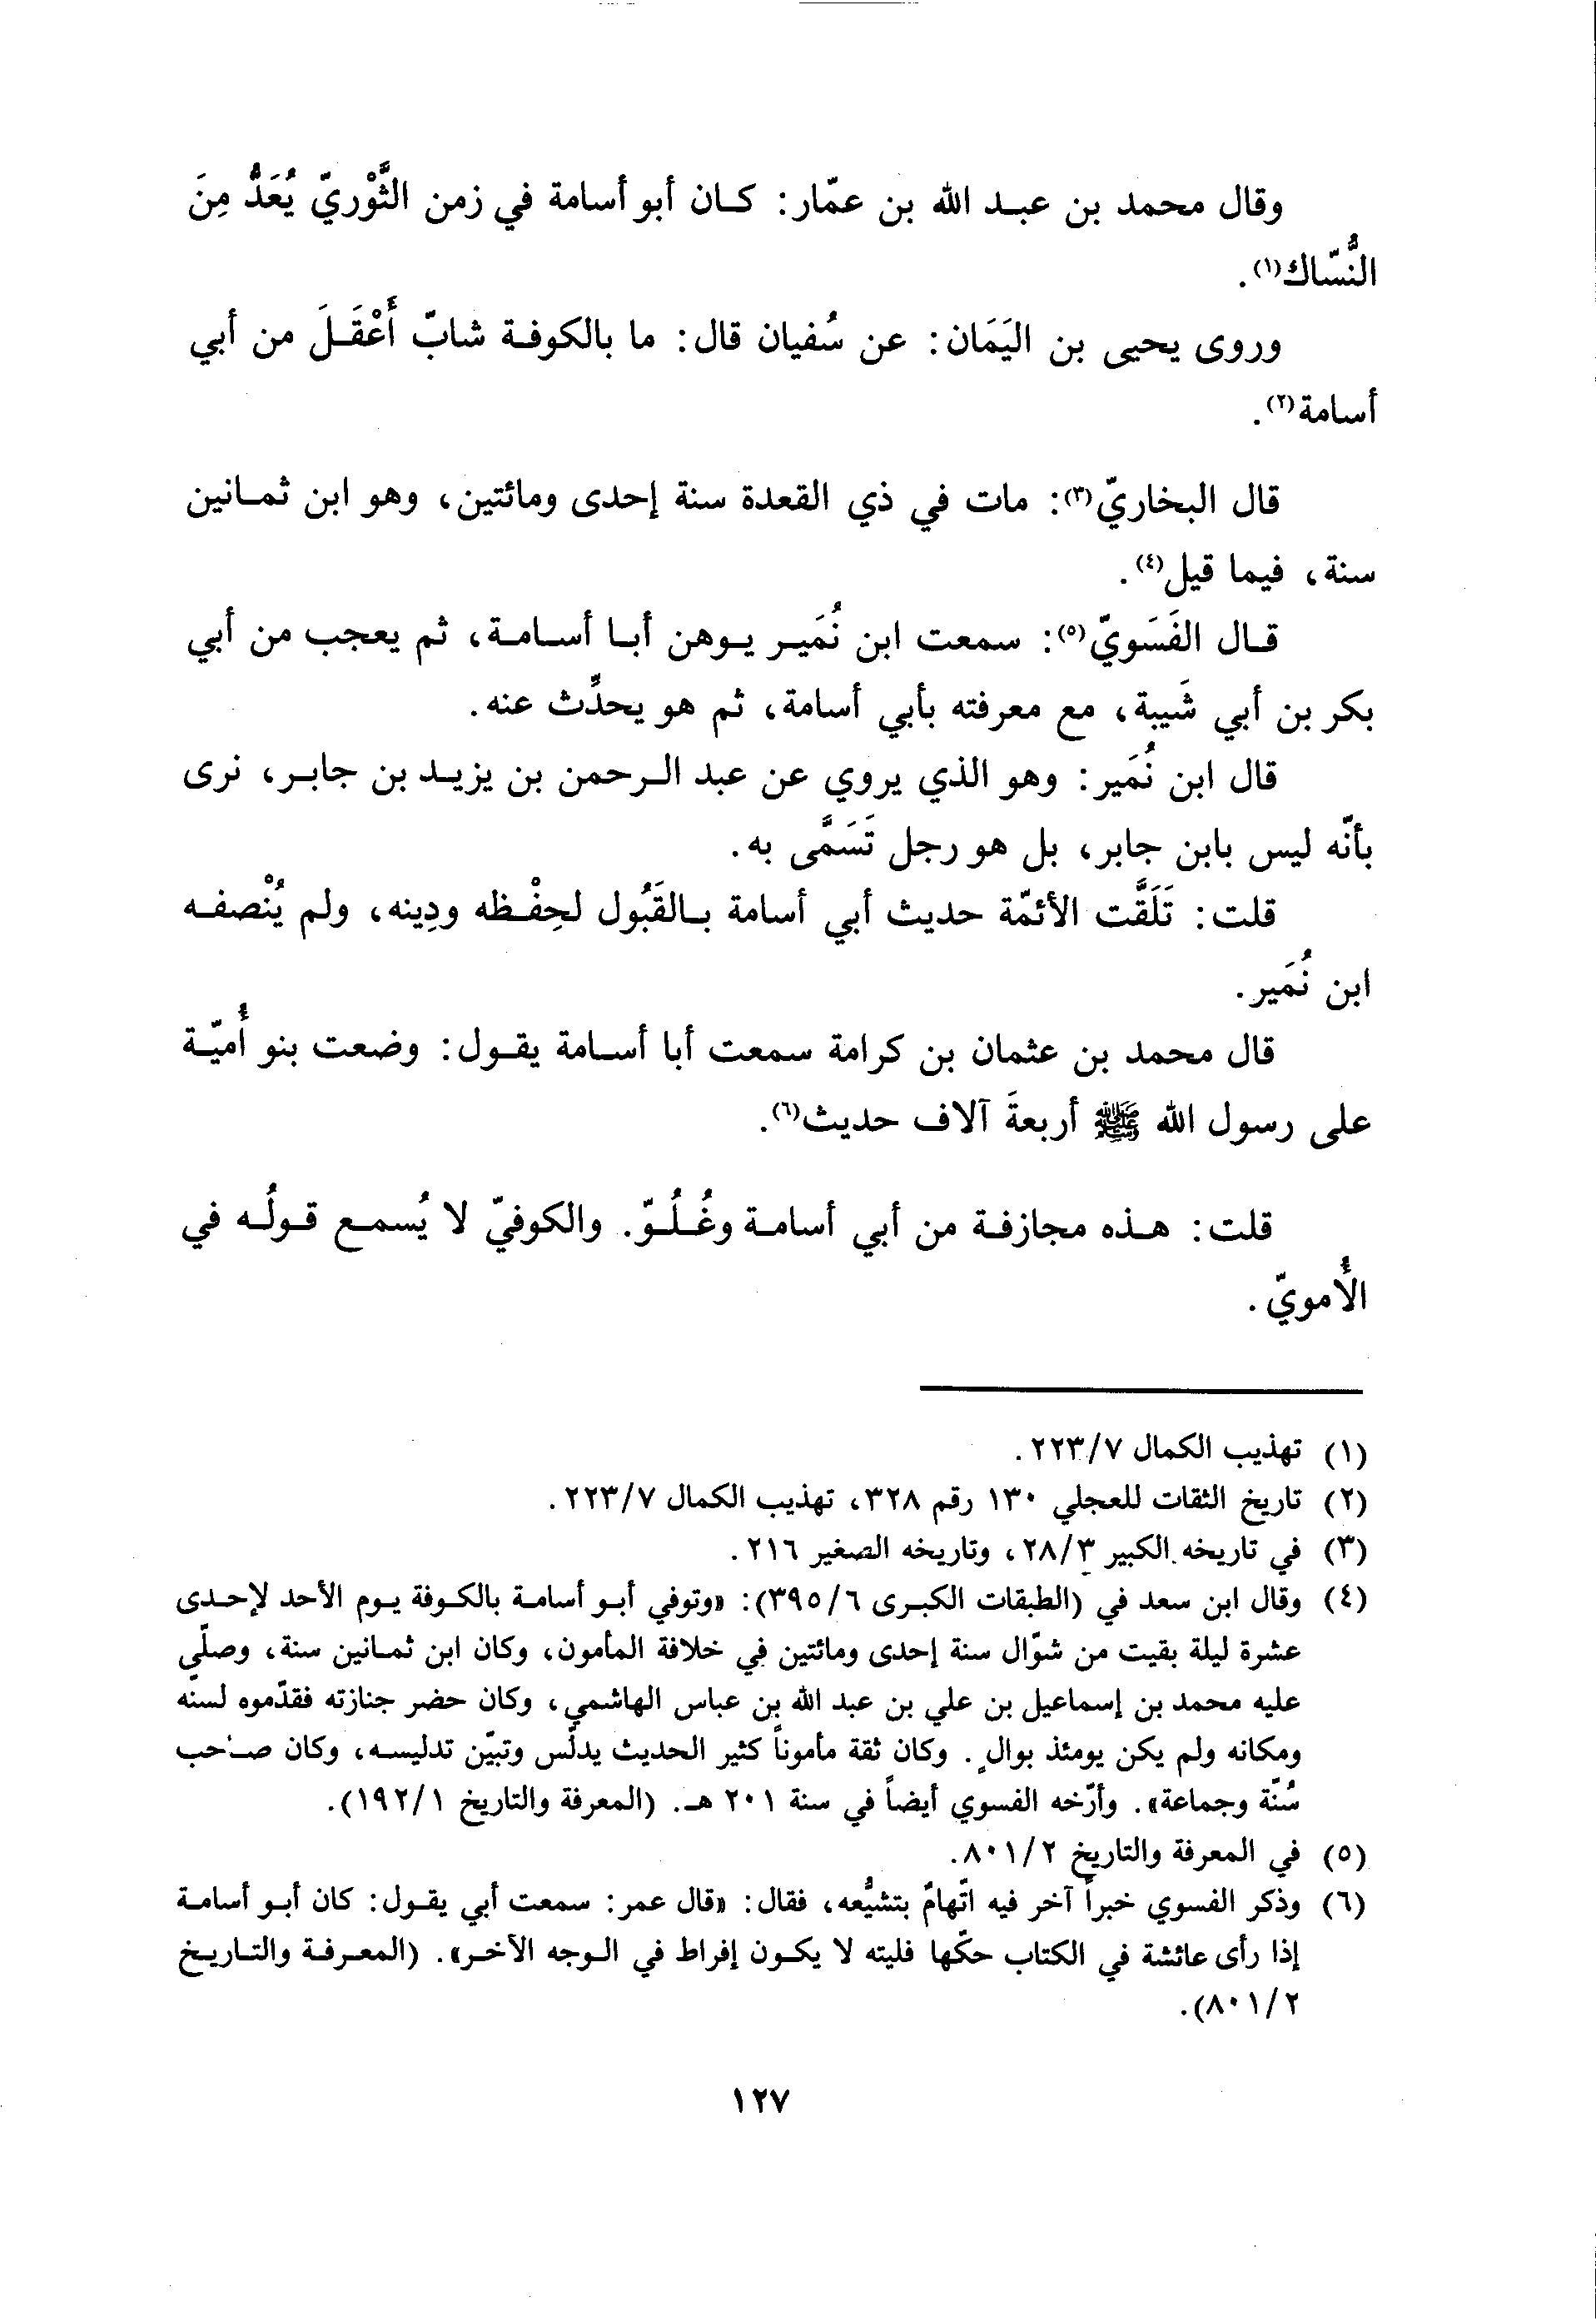 وقال محمد بن عبد الله بن عمّار: كان أبو أسامة في زمن الثَّوْريّ يُعَدُّ مِنَ
النُّسّاك(١).
وروى يحيى بن اليَمَان: عن سُفيان قال: ما بالكوفة شابّ أَعْقَلَ من أبي
أسامة(٢).
قال البخاريّ(٣): مات في ذي القعدة سنة إحدى ومائتين، وهو ابن ثمانين
سنة، فيما قيل(٤).
قال الفَسَويّ(٥): سمعت ابن نُمَير يوهن أبا أسامة، ثم يعجب من أبي
بكر بن أبي شَيبة، مع معرفته بأبي أسامة، ثم هو يحدِّث عنه.
قال ابن نُمَير: وهو الذي يروي عن عبد الرحمن بن يزيد بن جابر، نرى
بأنّه ليس بابن جابر، بل هو رجل تَسَمَّى به.
قلت: تَلَقَّت الأئمّة حديث أبي أسامة بالقَبُول لحِفْظه ودِينه، ولم يُنْصفه
ابن نُمَير.
قال محمد بن عثمان بن كرامة سمعت أبا أسامة يقول: وضعت بنو أُميّة
على رسول الله ﷺ أربعةَ آلاف حديث(٦).
قلت: هذه مجازفة من أبي أسامة وغُلُوّ. والكوفيّ لا يُسمع قولُه في
الأُمويّ.
(١) تهذيب الكمال ٢٢٣/٧.
(٢) تاريخ الثقات للعجلي ١٣٠ رقم ٣٢٨، تهذيب الكمال ٢٢٣/٧.
(٣) في تاريخه الكبير ٢٨/٣، وتاريخه الصغير ٢١٦.
(٤) وقال ابن سعد في (الطبقات الكبرى ٣٩٥/٦): «وتوفي أبو أسامة بالكوفة يوم الأحد لإحدى
عشرة ليلة بقيت من شوّال سنة إحدى ومائتين في خلافة المأمون، وكان ابن ثمانين سنة، وصلّى
عليه محمد بن إسماعيل بن علي بن عبد الله بن عباس الهاشمي، وكان حضر جنازته فقدّموه لسنّه
ومكانه ولم يكن يومئذ بوالٍ. وكان ثقة مأموناً كثير الحديث يدلّس وتبيّن تدليسه، وكان صاحب
سُنّة وجماعة». وأرّخه الفسوي أيضاً في سنة ٢٠١ هـ. (المعرفة والتاريخ ١٩٢/١).
(٥) في المعرفة والتاريخ ٨٠١/٢.
(٦) وذكر الفسوي خبراً آخر فيه اتّهامٌ بتشيُّعه، فقال: «قال عمر: سمعت أبي يقول: كان أبو أسامة
إذا رأى عائشة في الكتاب حكّها فليته لا يكون إفراط في الوجه الآخر». (المعرفة والتاريخ
٨٠١/٢).
١٢٧